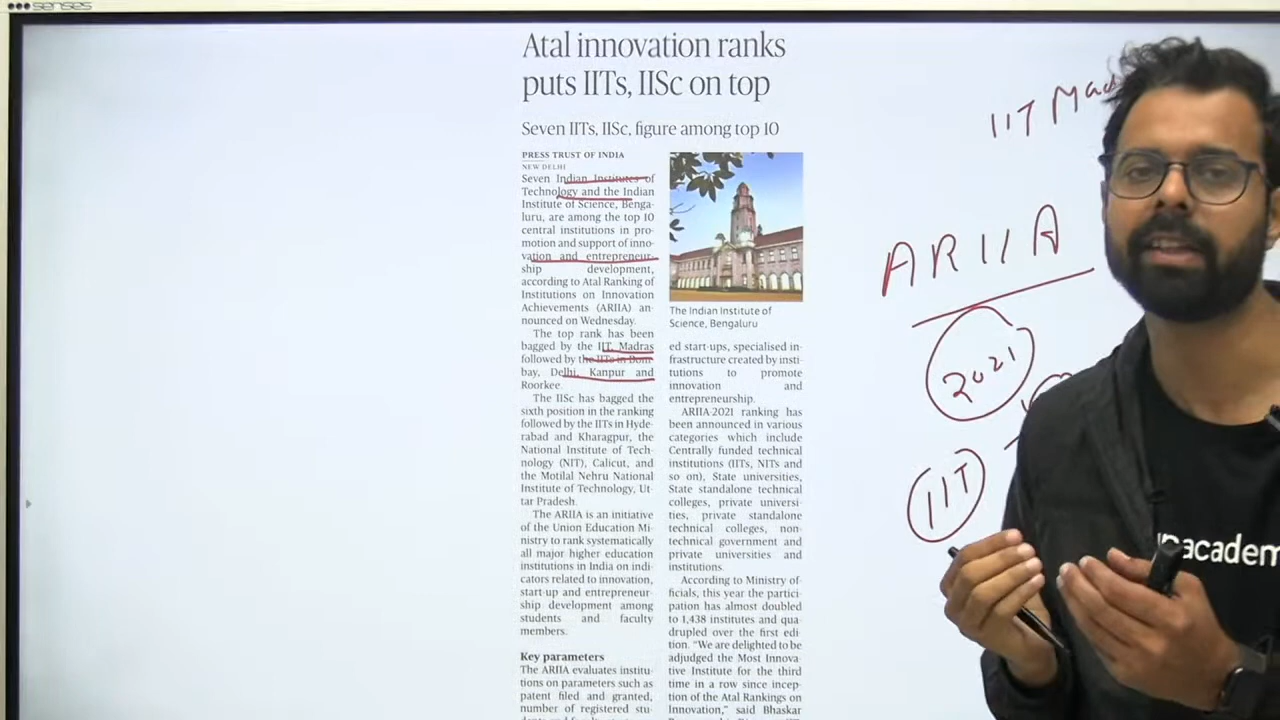 senses
Atal innovation ranks
puts IITs, IISc on top
Seven IITs, IISc, figure among top 10
PRESS TRUST OF INDIA
NEW DELHI
Seven Indian Institutes of
Technology and the Indian
Institute of Science, Benga-
luru, are among the top 10
central institutions in pro-
motion and support of inno-
vation and entrepreneur-
ship development,
according to Atal Ranking of
Institutions on Innovation
Achievements (ARIIA) an-
nounced on Wednesday.
The top rank has been
bagged by the IIT, Madras
followed by the IITs in Bom-
bay, Delhi, Kanpur and
Roorkee.
The IISc has bagged the
sixth position in the ranking
followed by the IITs in Hyde-
rabad and Kharagpur, the
National Institute of Tech-
nology (NIT), Calicut, and
the Motilal Nehru National
Institute of Technology, Ut-
tar Pradesh.
The ARIIA is an initiative
of the Union Education Mi-
nistry to rank systematically
all major higher education
institutions in India on indi-
cators related to innovation,
start-up and entrepreneur-
ship development among
students and faculty
members.
Key parameters
The ARIIA evaluates institu-
tions on parameters such as
patent filed and granted,
number of registered stu-
The Indian Institute of
Science, Bengaluru
ed start-ups, specialised in-
frastructure created by insti-
tutions to promote
innovation and
entrepreneurship.
ARIIA-2021 ranking has
been announced in various
categories which include
Centrally funded technical
institutions (IITs, NITs and
so on), State universities,
State standalone technical
colleges, private universi-
ties, private standalone
technical colleges, non-
technical government and
private universities and
institutions.
According to Ministry of-
ficials, this year the partici-
pation has almost doubled
to 1,438 institutes and qua-
drupled over the first edi-
tion. “We are delighted to be
adjudged the Most Innova-
tive Institute for the third
time in a row since incep-
tion of the Atal Rankings on
Innovation,” said Bhaskar
IIT Mad
ARIIA
2021
IIT
unacadem